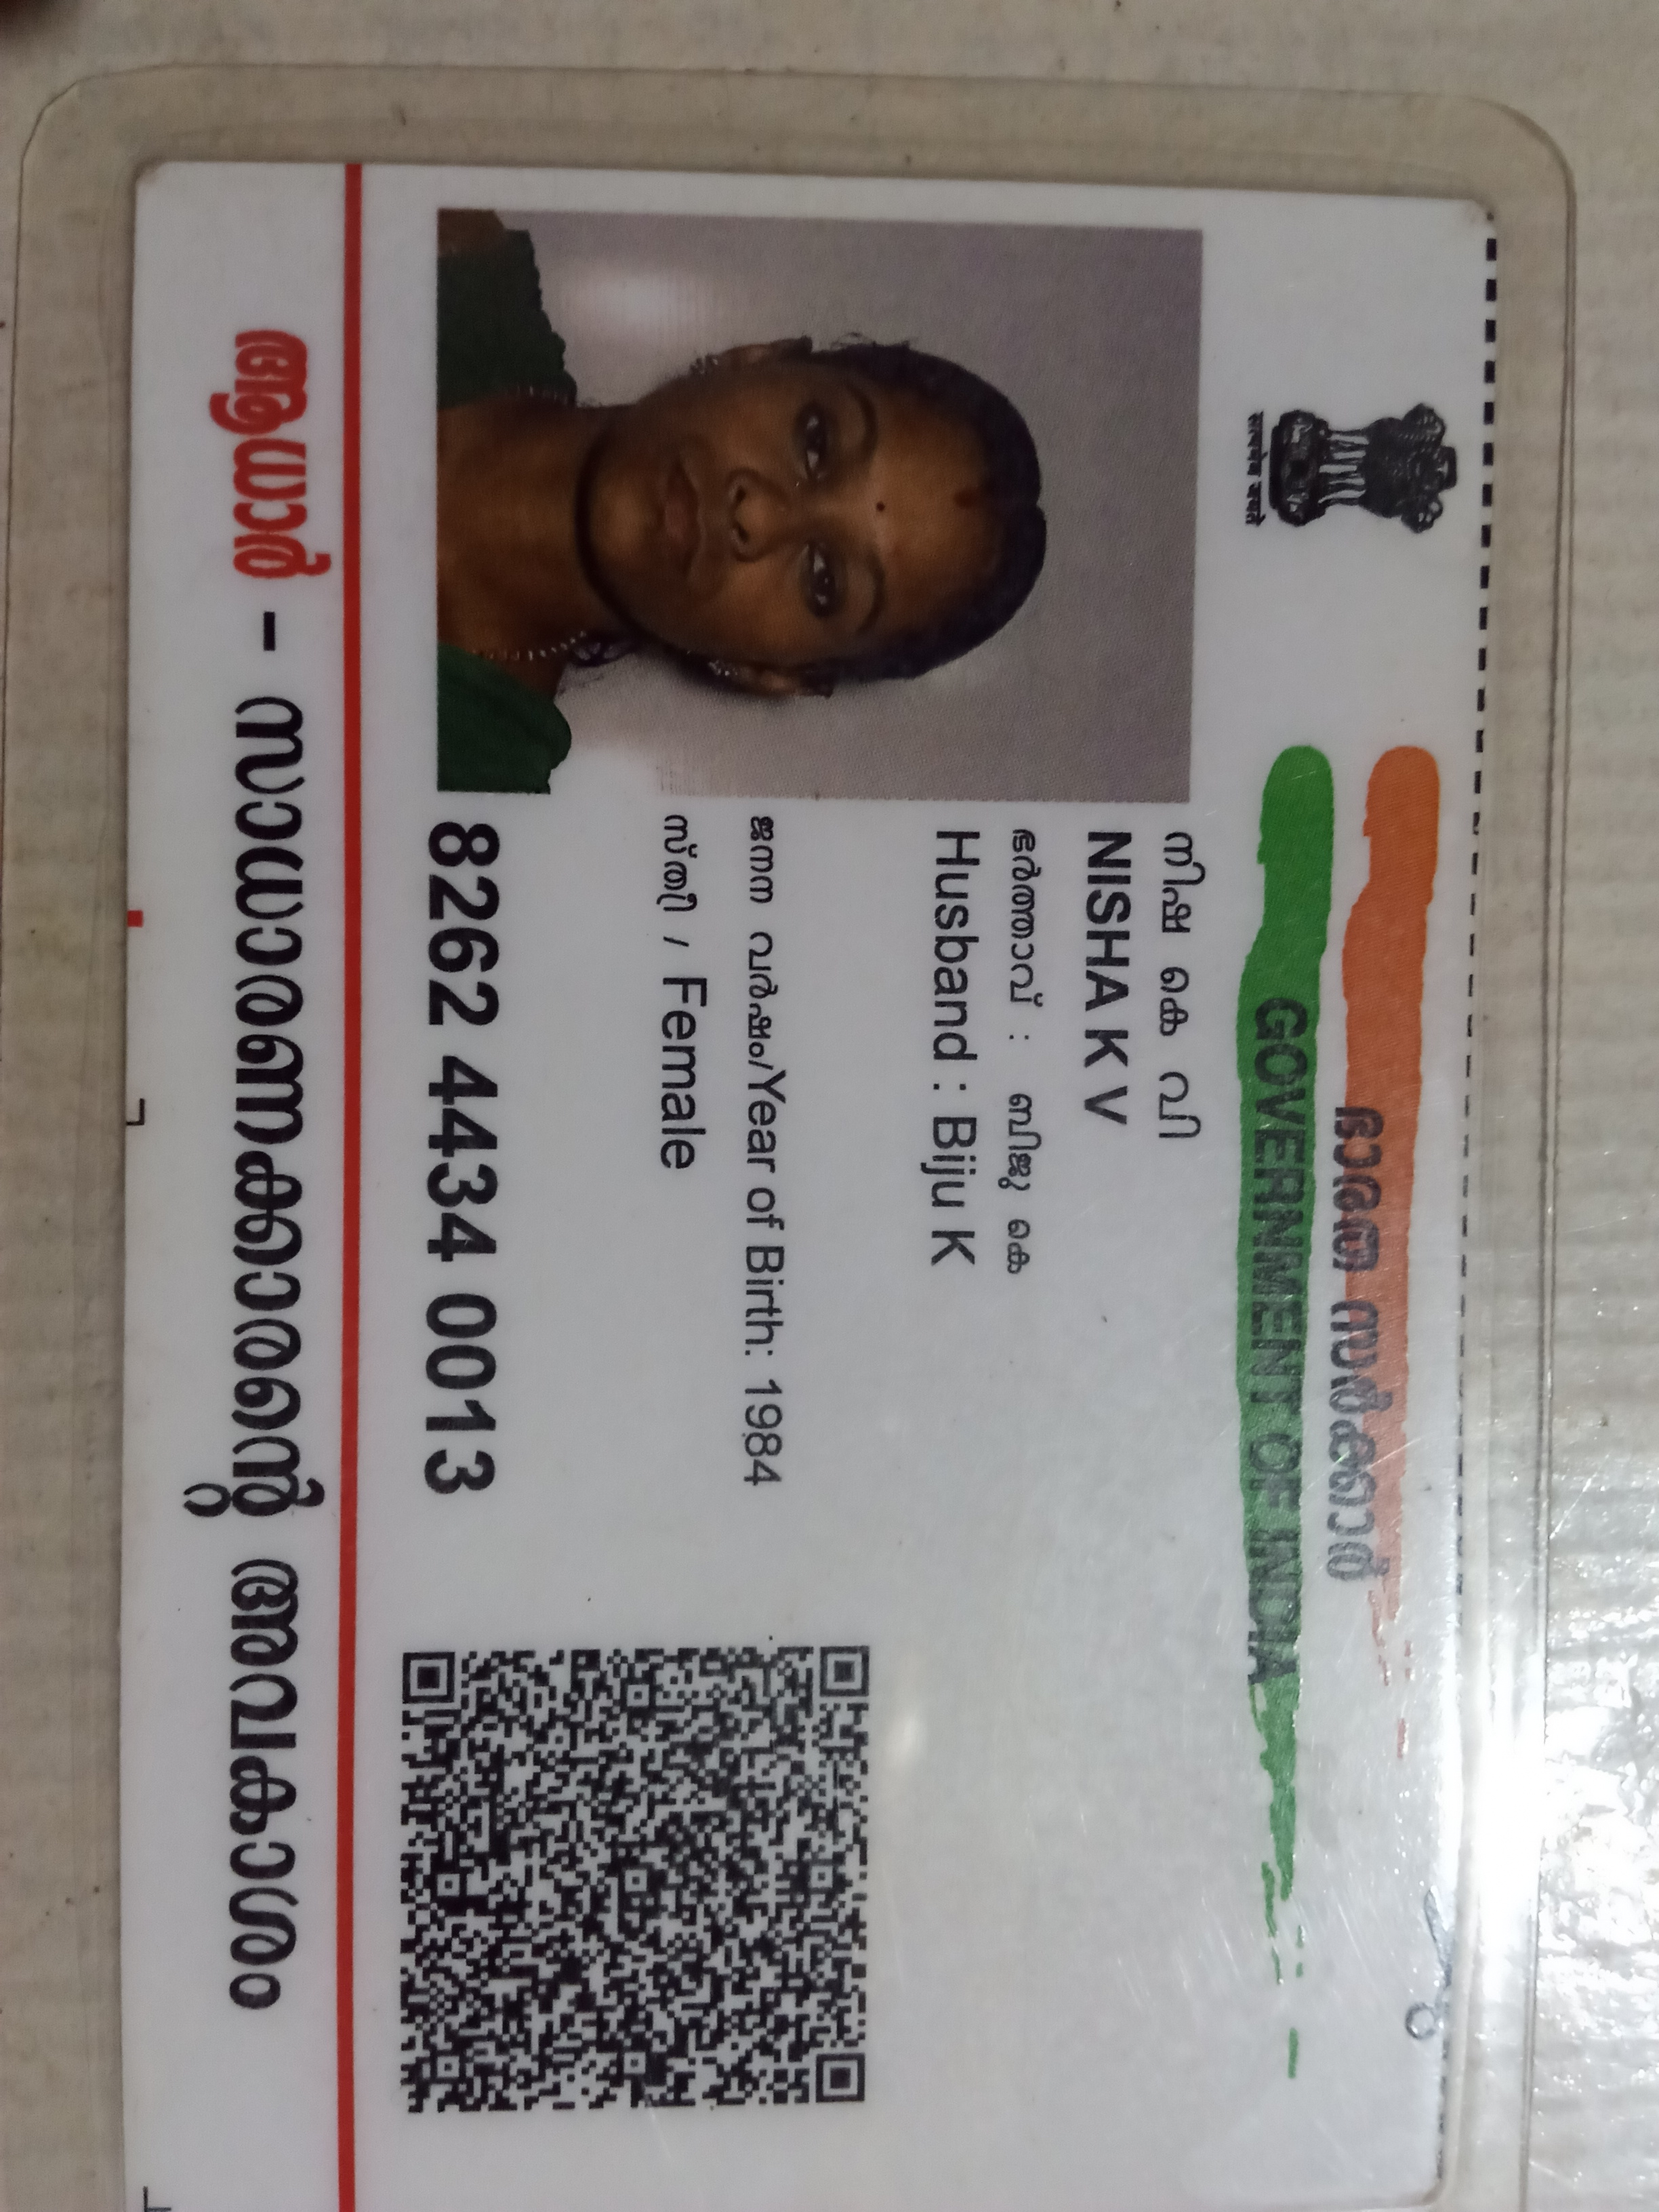 ഭാരത സർക്കാർ
GOVERNMENT OF INDIA
सत्यमेव जयते
നിഷ കെ വി
NISHA K V
ഭർത്താവ് : ബിജു കെ
Husband : Biju K
ജനന വർഷം/Year of Birth: 1984
സ്ത്രീ / Female
8262 4434 0013
ആധാർ - സാധാരണക്കാരന്റെ അവകാശം